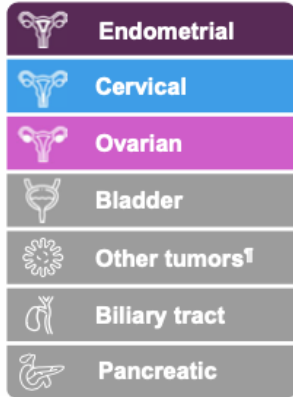 Endometrial
Cervical
Ovarian
Bladder
Other tumors¶
Biliary tract
Pancreatic